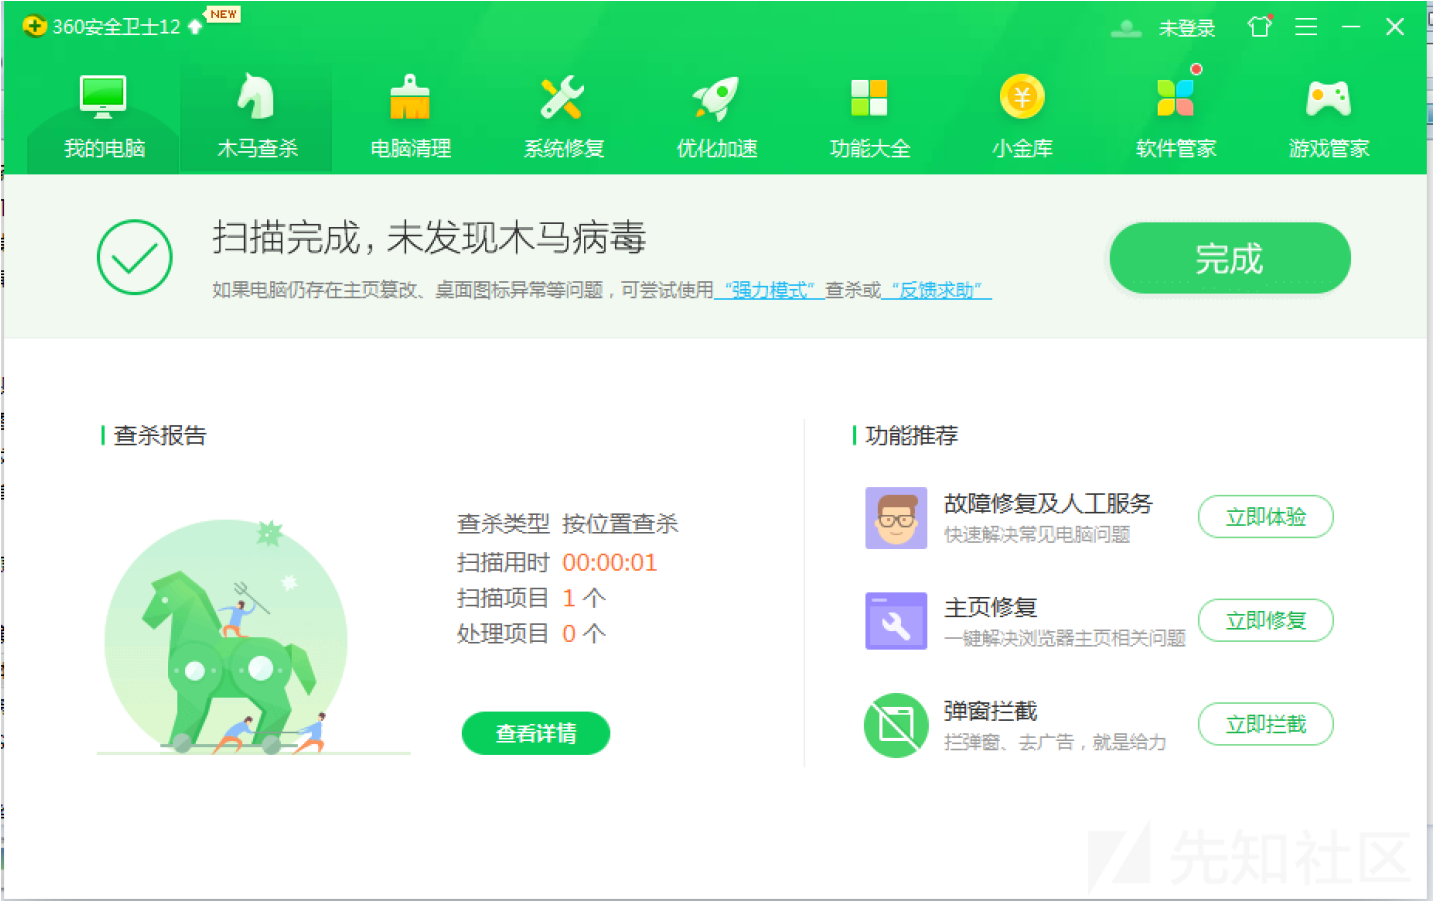 360安全卫士12
NEW
未登录
我的电脑
木马查杀
电脑清理
系统修复
优化加速
功能大全
小金库
软件管家
游戏管家
扫描完成，未发现木马病毒
如果电脑仍存在主页篡改、桌面图标异常等问题，可尝试使用“强力模式”查杀或“反馈求助”
完成
查杀报告
查杀类型 按位置查杀
扫描用时 00:00:01
扫描项目 1 个
处理项目 0 个
查看详情
功能推荐
故障修复及人工服务
快速解决常见电脑问题
立即体验
主页修复
一键解决浏览器主页相关问题
立即修复
弹窗拦截
拦弹窗、去广告，就是给力
立即拦截
先知社区